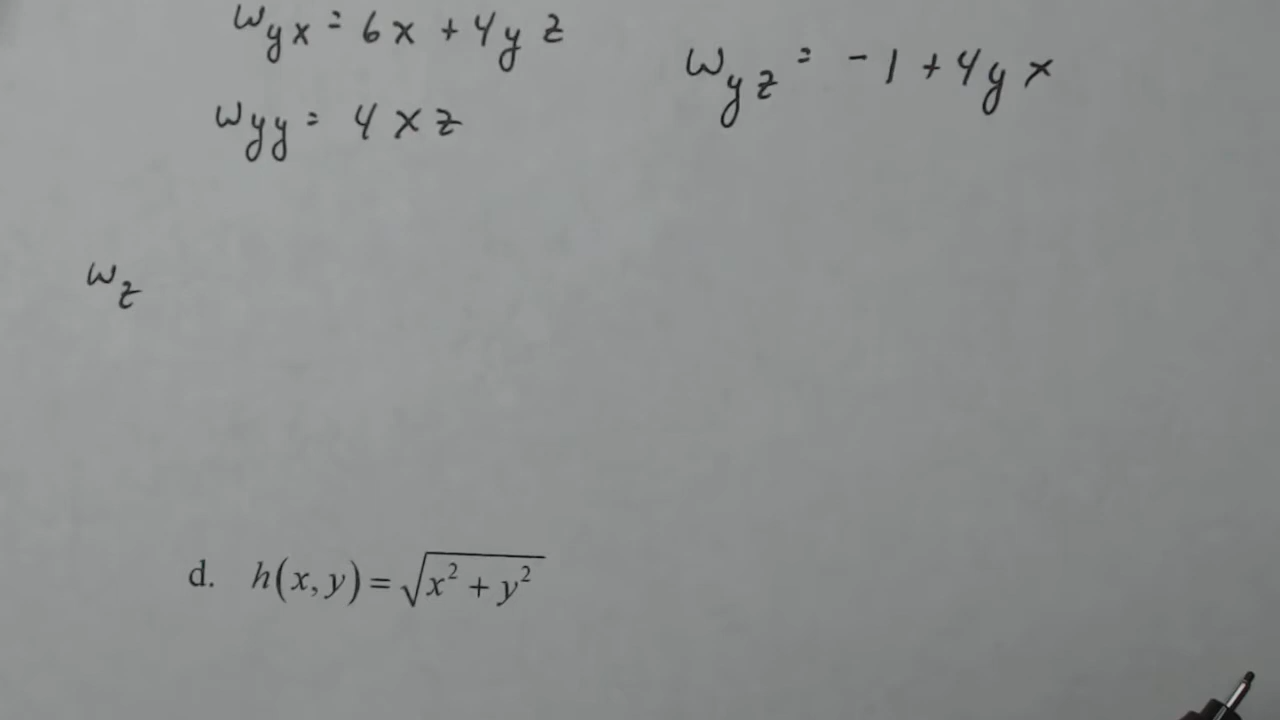 w_yx = 6x + 4yz
w_yz = -1 + 4yx
w_yy = 4xz
w_z
d. h(x, y) = √(x² + y²)